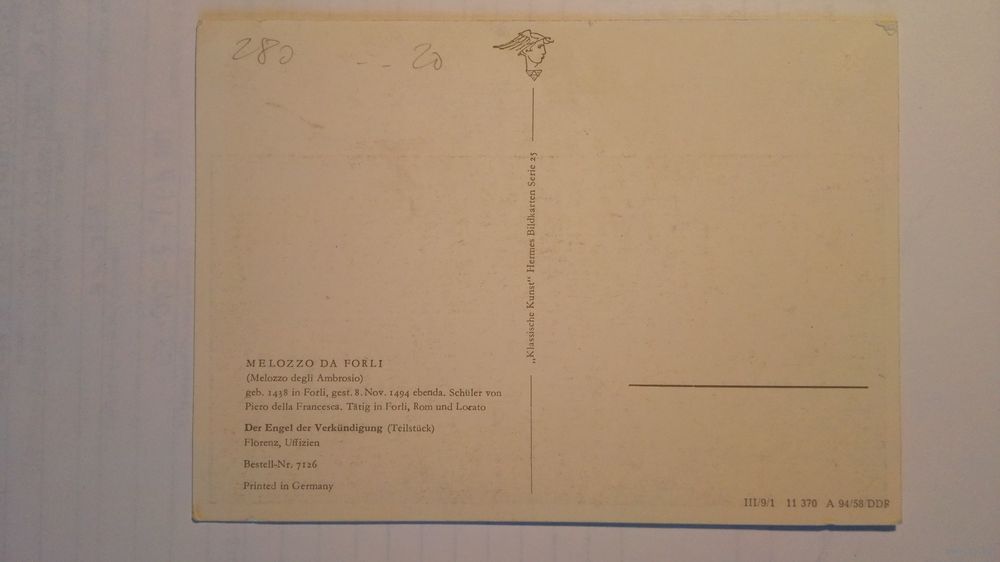 280 -- 20
„Klassische Kunst“ Hermes Bildkarten Serie 25
MELOZZO DA FORLI
(Melozzo degli Ambrosio)
geb. 1438 in Forli, gest. 8. Nov. 1494 ebenda. Schüler von
Piero della Francesca. Tätig in Forli, Rom und Locato
Der Engel der Verkündigung (Teilstück)
Florenz, Uffizien
Bestell-Nr. 7126
Printed in Germany
III/9/1 11 370 A 94/58/DDR